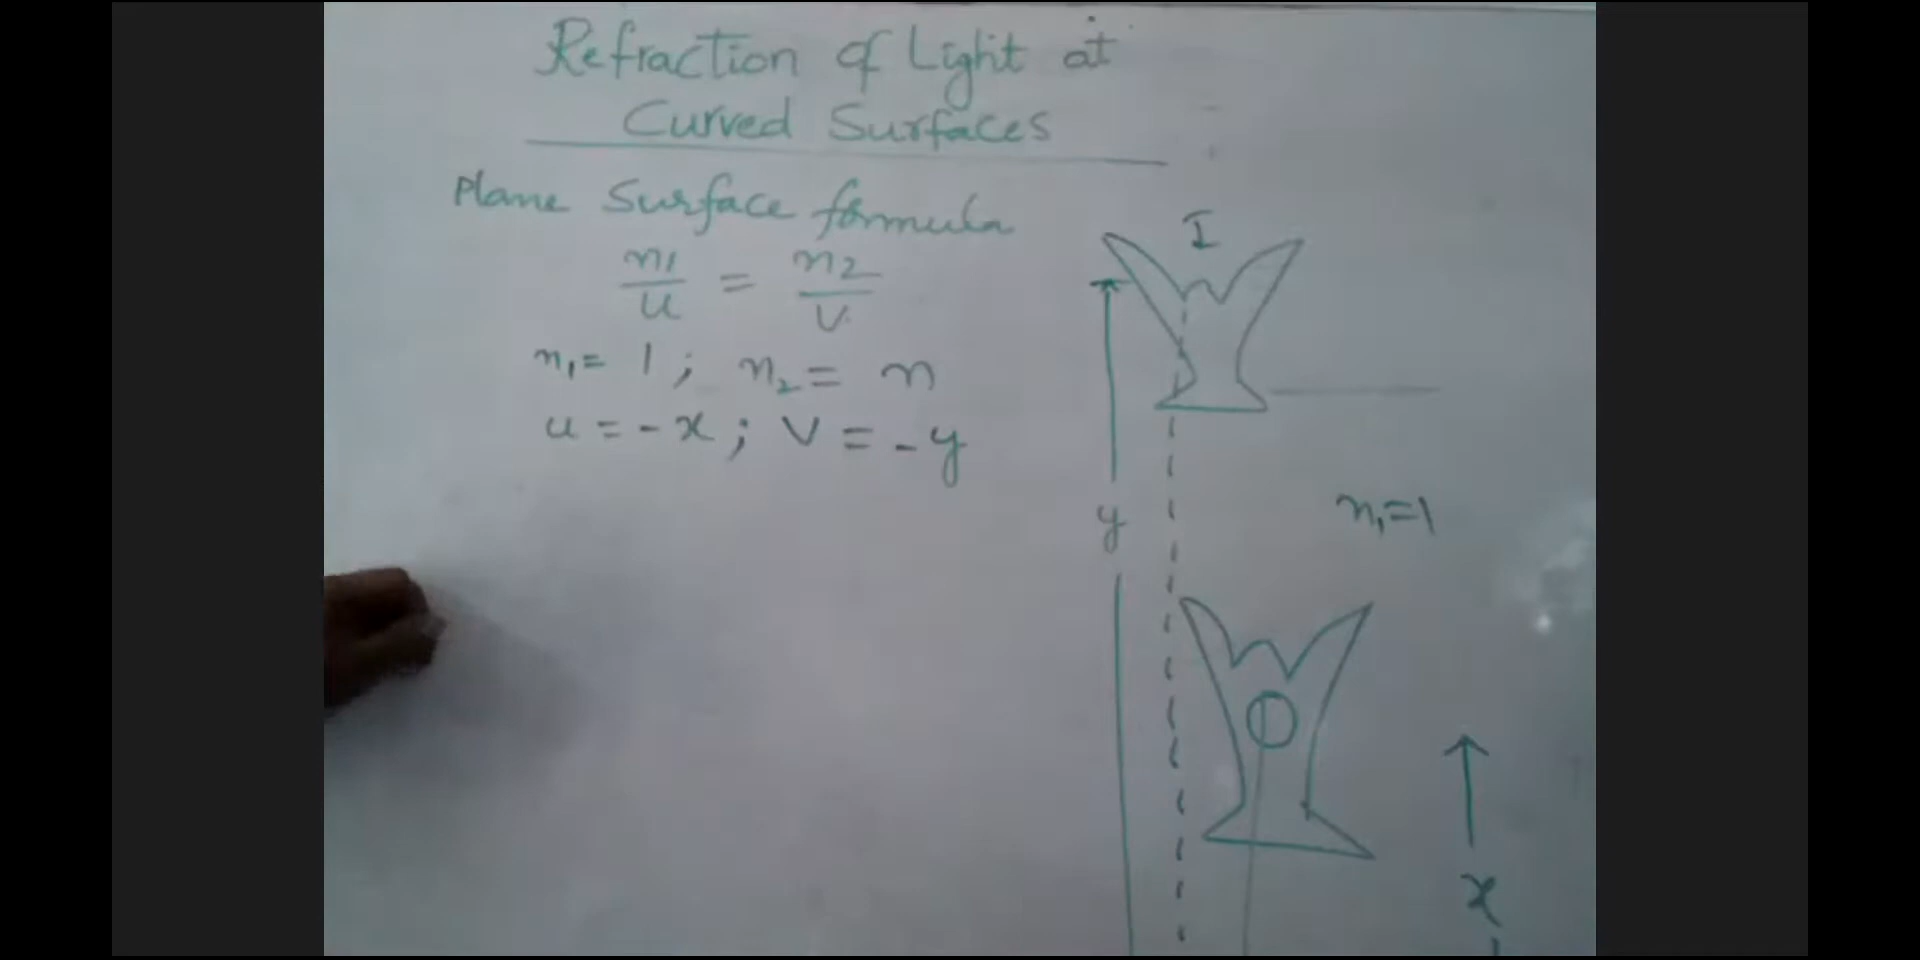 Refraction of Light at
Curved Surfaces
Plane Surface formula
n1/u = n2/v
n1 = 1 ; n2 = n
u = - x ; v = - y
I
y
n1=1
O
x